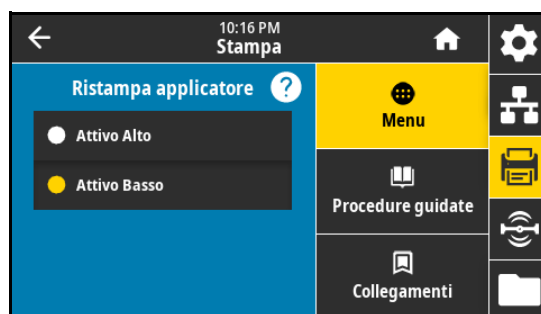 10:16 PM
Stampa
Ristampa applicatore ?
Attivo Alto
Attivo Basso
Menu
Procedure guidate
Collegamenti